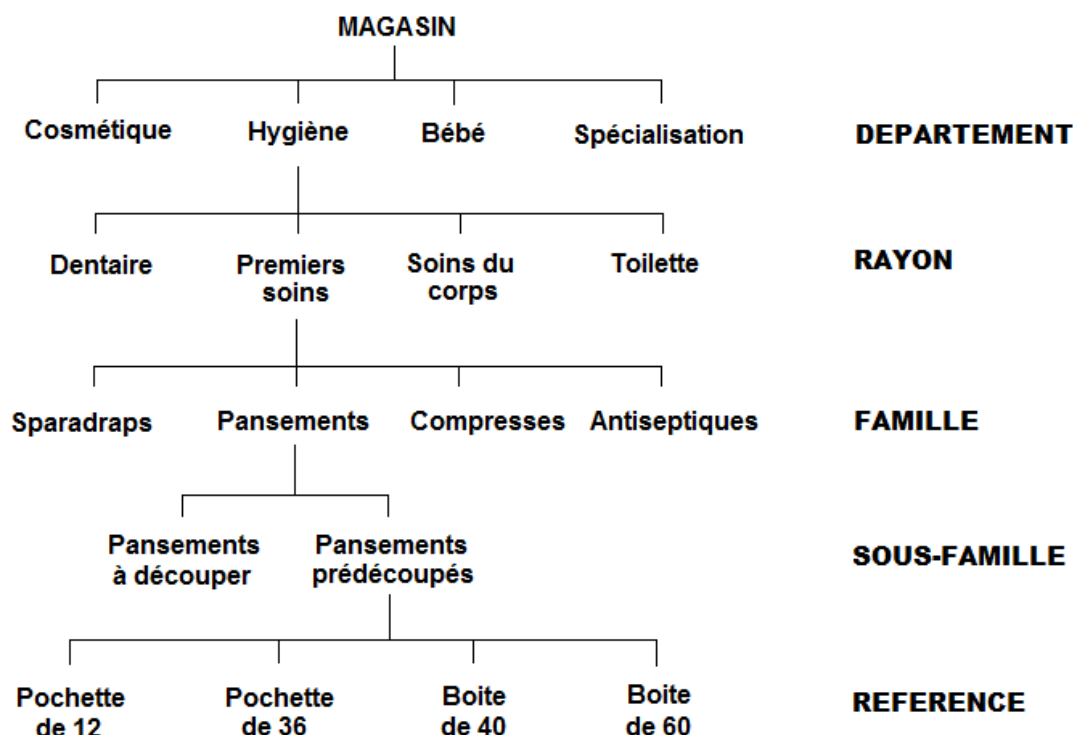 MAGASIN
Cosmétique Hygiène Bébé Spécialisation DEPARTEMENT
Dentaire Premiers soins Soins du corps Toilette RAYON
Sparadraps Pansements Compresses Antiseptiques FAMILLE
Pansements à découper Pansements prédécoupés SOUS-FAMILLE
Pochette de 12 Pochette de 36 Boite de 40 Boite de 60 REFERENCE